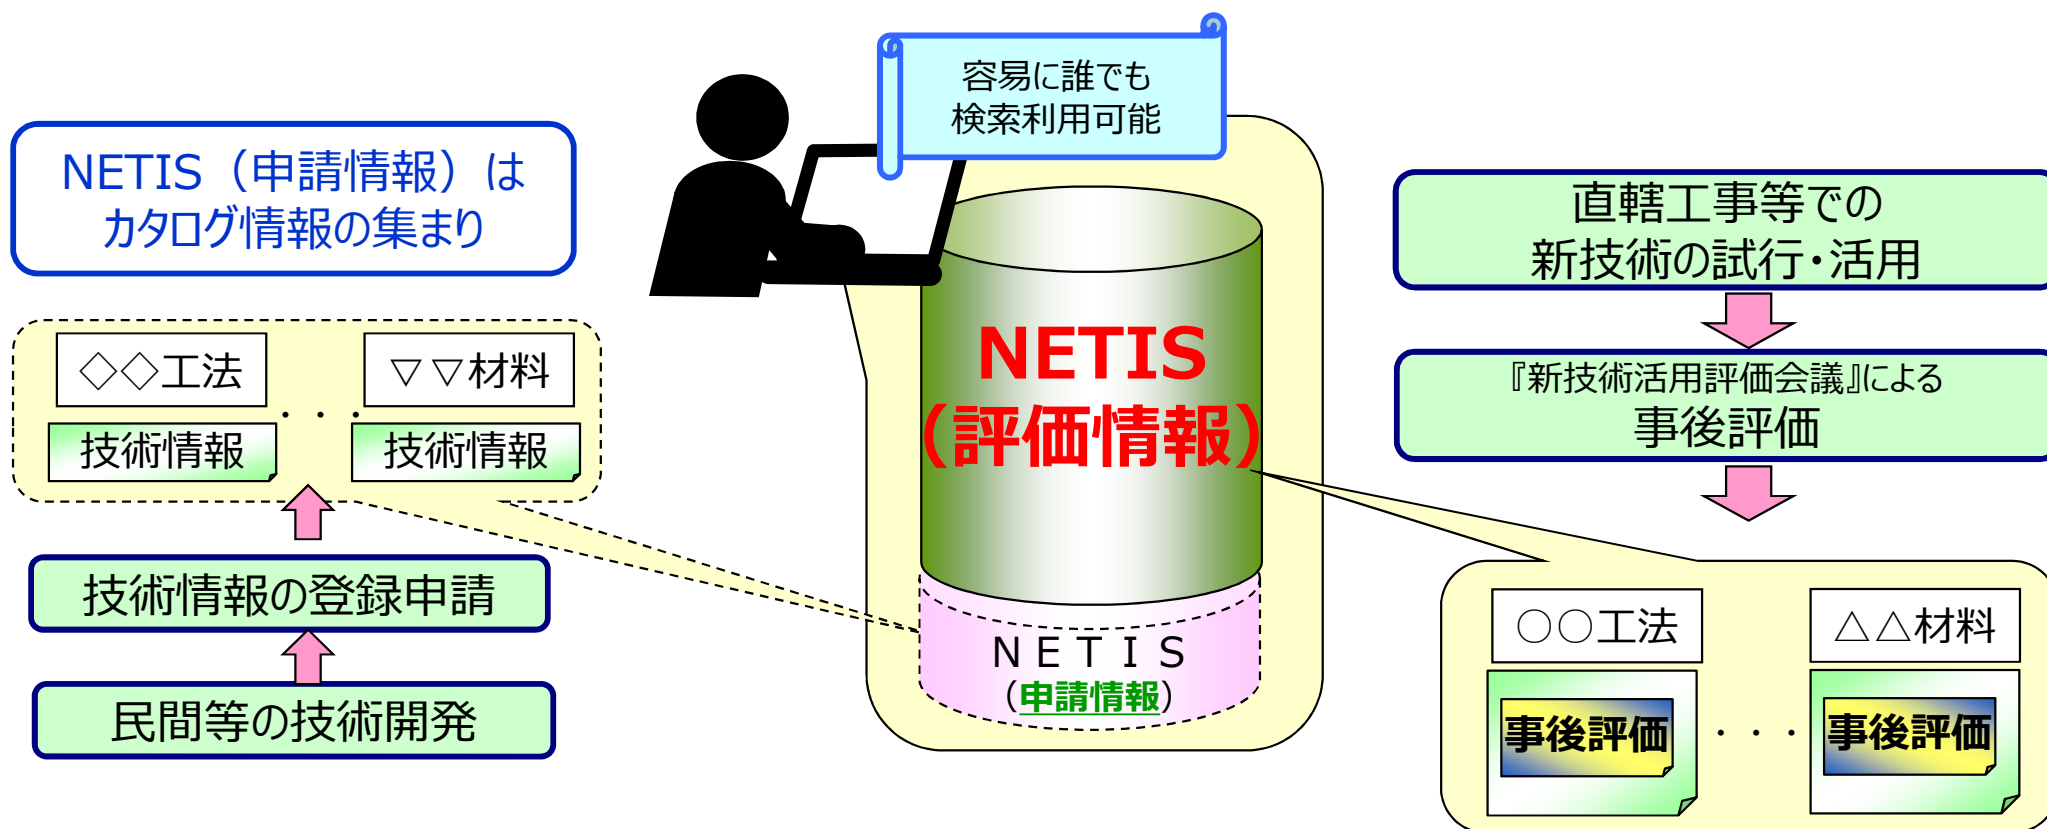 容易に誰でも
検索利用可能
NETIS（申請情報）は
カタログ情報の集まり
◇◇工法
▽▽材料
・・・
技術情報
技術情報
技術情報の登録申請
民間等の技術開発
NETIS
（評価情報）
ＮＥＴＩＳ
（申請情報）
直轄工事等での
新技術の試行・活用
『新技術活用評価会議』による
事後評価
○○工法
△△材料
事後評価
・・・
事後評価